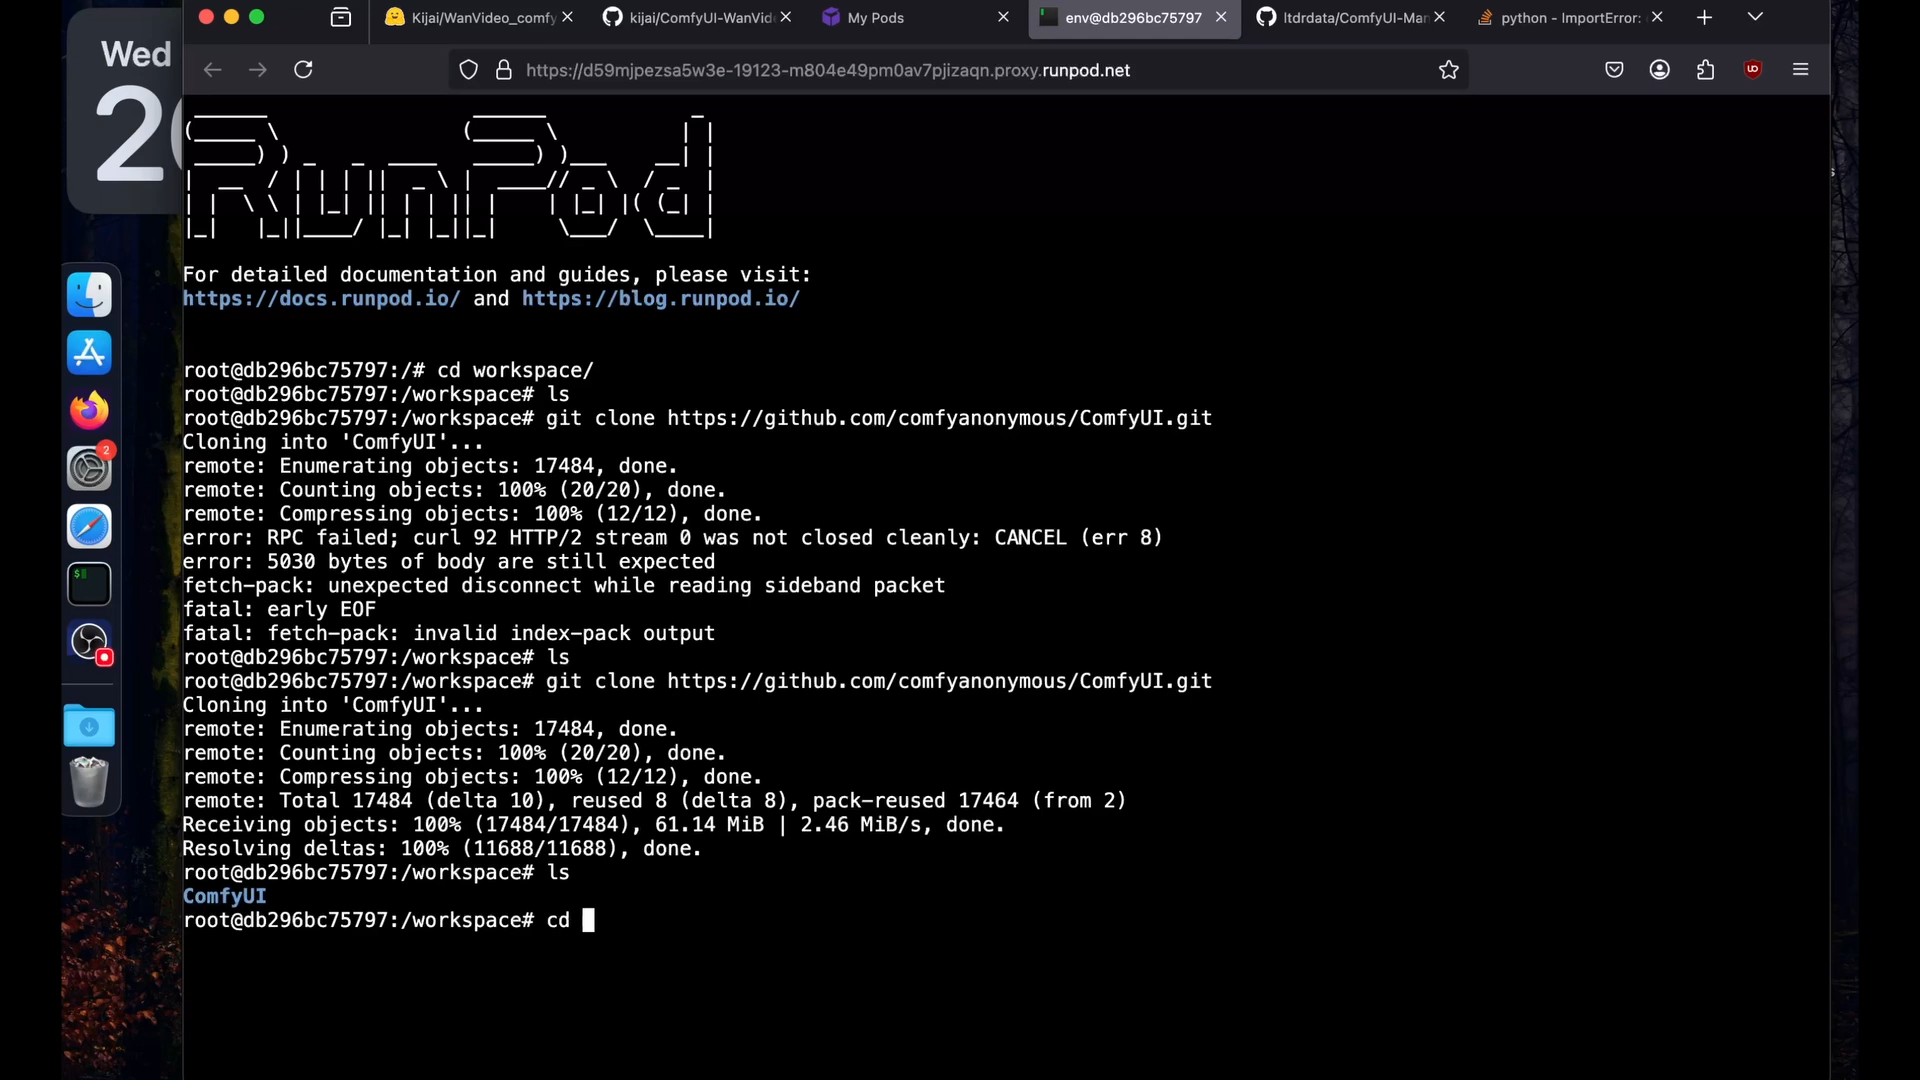 Wed
Kijai/WanVideo_comfy
kijai/ComfyUI-WanVid
My Pods
env@db296bc75797
ltdrdata/ComfyUI-Man
python - ImportError:
https://d59mjpezsa5w3e-19123-m804e49pm0av7pjizaqn.proxy.runpod.net
RunPod
For detailed documentation and guides, please visit:
https://docs.runpod.io/ and https://blog.runpod.io/
root@db296bc75797:/# cd workspace/
root@db296bc75797:/workspace# ls
root@db296bc75797:/workspace# git clone https://github.com/comfyanonymous/ComfyUI.git
Cloning into 'ComfyUI'...
remote: Enumerating objects: 17484, done.
remote: Counting objects: 100% (20/20), done.
remote: Compressing objects: 100% (12/12), done.
error: RPC failed; curl 92 HTTP/2 stream 0 was not closed cleanly: CANCEL (err 8)
error: 5030 bytes of body are still expected
fetch-pack: unexpected disconnect while reading sideband packet
fatal: early EOF
fatal: fetch-pack: invalid index-pack output
root@db296bc75797:/workspace# ls
root@db296bc75797:/workspace# git clone https://github.com/comfyanonymous/ComfyUI.git
Cloning into 'ComfyUI'...
remote: Enumerating objects: 17484, done.
remote: Counting objects: 100% (20/20), done.
remote: Compressing objects: 100% (12/12), done.
remote: Total 17484 (delta 10), reused 8 (delta 8), pack-reused 17464 (from 2)
Receiving objects: 100% (17484/17484), 61.14 MiB | 2.46 MiB/s, done.
Resolving deltas: 100% (11688/11688), done.
root@db296bc75797:/workspace# ls
ComfyUI
root@db296bc75797:/workspace# cd
2